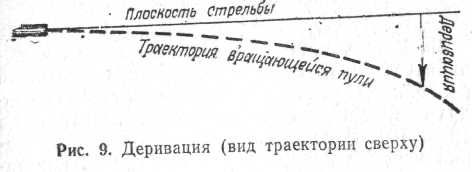 Плоскость стрельбы
Деривация
Траектория вращающейся пули
Рис. 9. Деривация (вид траектории сверху)